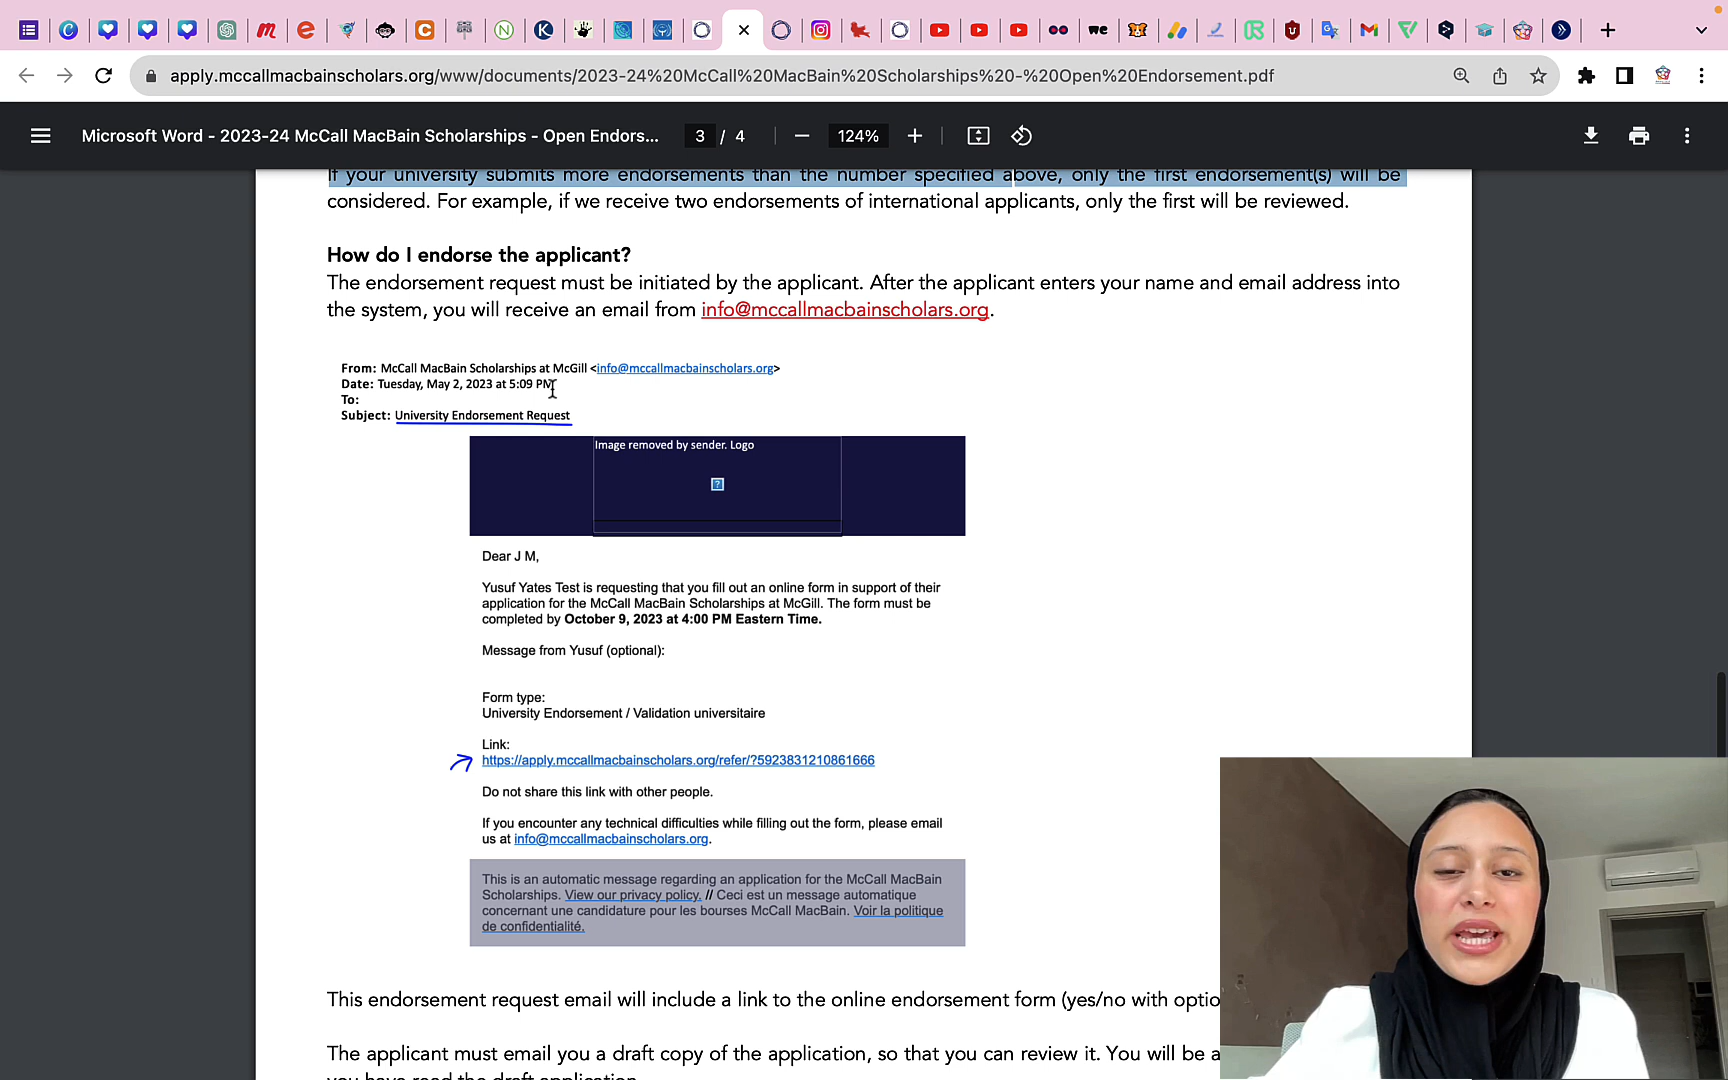 apply.mccallmacbainscholars.org/www/documents/2023-24%20McCall%20MacBain%20Scholarships%20-%20Open%20Endorsement.pdf
Microsoft Word - 2023-24 McCall MacBain Scholarships - Open Endors... 3 / 4 124%
If your university submits more endorsements than the number specified above, only the first endorsement(s) will be
considered. For example, if we receive two endorsements of international applicants, only the first will be reviewed.
How do I endorse the applicant?
The endorsement request must be initiated by the applicant. After the applicant enters your name and email address into
the system, you will receive an email from info@mccallmacbainscholars.org.
From: McCall MacBain Scholarships at McGill <info@mccallmacbainscholars.org>
Date: Tuesday, May 2, 2023 at 5:09 PM
To:
Subject: University Endorsement Request
Image removed by sender. Logo
Dear J M,
Yusuf Yates Test is requesting that you fill out an online form in support of their
application for the McCall MacBain Scholarships at McGill. The form must be
completed by October 9, 2023 at 4:00 PM Eastern Time.
Message from Yusuf (optional):
Form type:
University Endorsement / Validation universitaire
Link:
https://apply.mccallmacbainscholars.org/refer/?5923831210861666
Do not share this link with other people.
If you encounter any technical difficulties while filling out the form, please email
us at info@mccallmacbainscholars.org.
This is an automatic message regarding an application for the McCall MacBain
Scholarships. View our privacy policy. // Ceci est un message automatique
concernant une candidature pour les bourses McCall MacBain. Voir la politique
de confidentialité.
This endorsement request email will include a link to the online endorsement form (yes/no with optio
The applicant must email you a draft copy of the application, so that you can review it. You will be a
you have read the draft application.